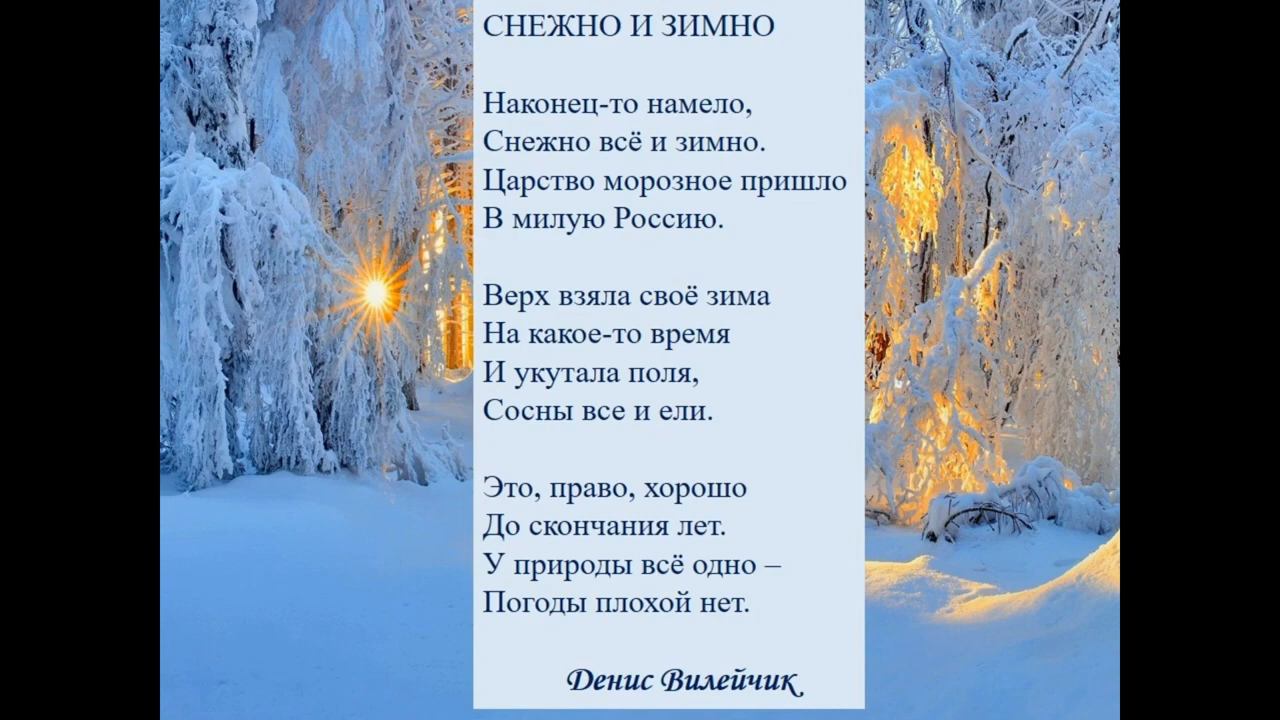 СНЕЖНО И ЗИМНО
Наконец-то намело,
Снежно всё и зимно.
Царство морозное пришло
В милую Россию.
Верх взяла своё зима
На какое-то время
И укутала поля,
Сосны все и ели.
Это, право, хорошо
До скончания лет.
У природы всё одно –
Погоды плохой нет.
Денис Вилейчик